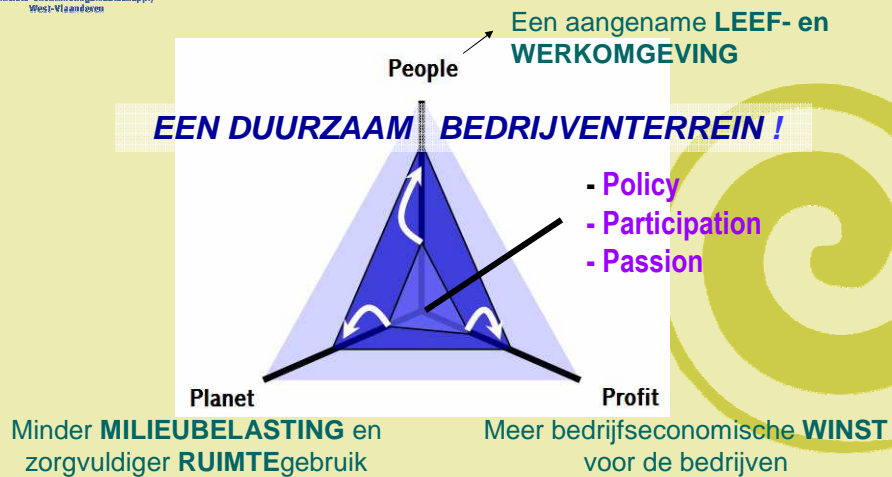 West-Vlaanderen
Een aangename LEEF- en
WERKOMGEVING
People
EEN DUURZAAM BEDRIJVENTERREIN !
- Policy
- Participation
- Passion
Planet
Profit
Minder MILIEUBELASTING en
zorgvuldiger RUIMTEgebruik
Meer bedrijfseconomische WINST
voor de bedrijven